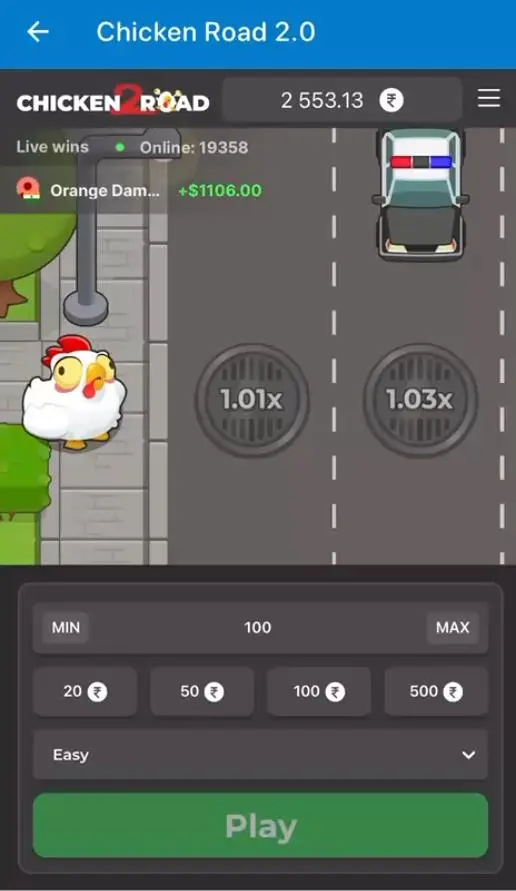 Chicken Road 2.0
CHICKEN 2 ROAD
2 553.13 ₹
Live wins Online: 19358
Orange Dam... +$1106.00
1.01x 1.03x
MIN 100 MAX
20 ₹ 50 ₹ 100 ₹ 500 ₹
Easy
Play